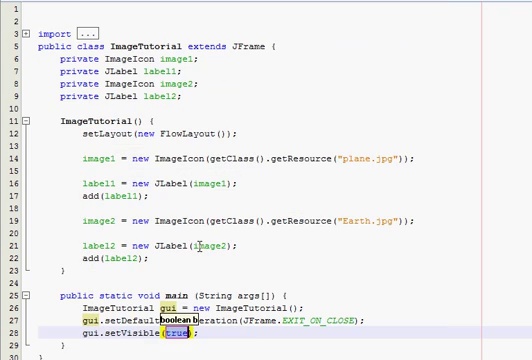 1
2
3 import ...
5 public class ImageTutorial extends JFrame {
6 private ImageIcon image1;
7 private JLabel label1;
8 private ImageIcon image2;
9 private JLabel label2;
10
11 ImageTutorial() {
12 setLayout(new FlowLayout());
13
14 image1 = new ImageIcon(getClass().getResource("plane.jpg"));
15
16 label1 = new JLabel(image1);
17 add(label1);
18
19 image2 = new ImageIcon(getClass().getResource("Earth.jpg"));
20
21 label2 = new JLabel(image2);
22 add(label2);
23 }
24
25 public static void main (String args[]) {
26 ImageTutorial gui = new ImageTutorial();
27 gui.setDefault boolean b eration(JFrame.EXIT_ON_CLOSE);
28 gui.setVisible(true);
29 }
30